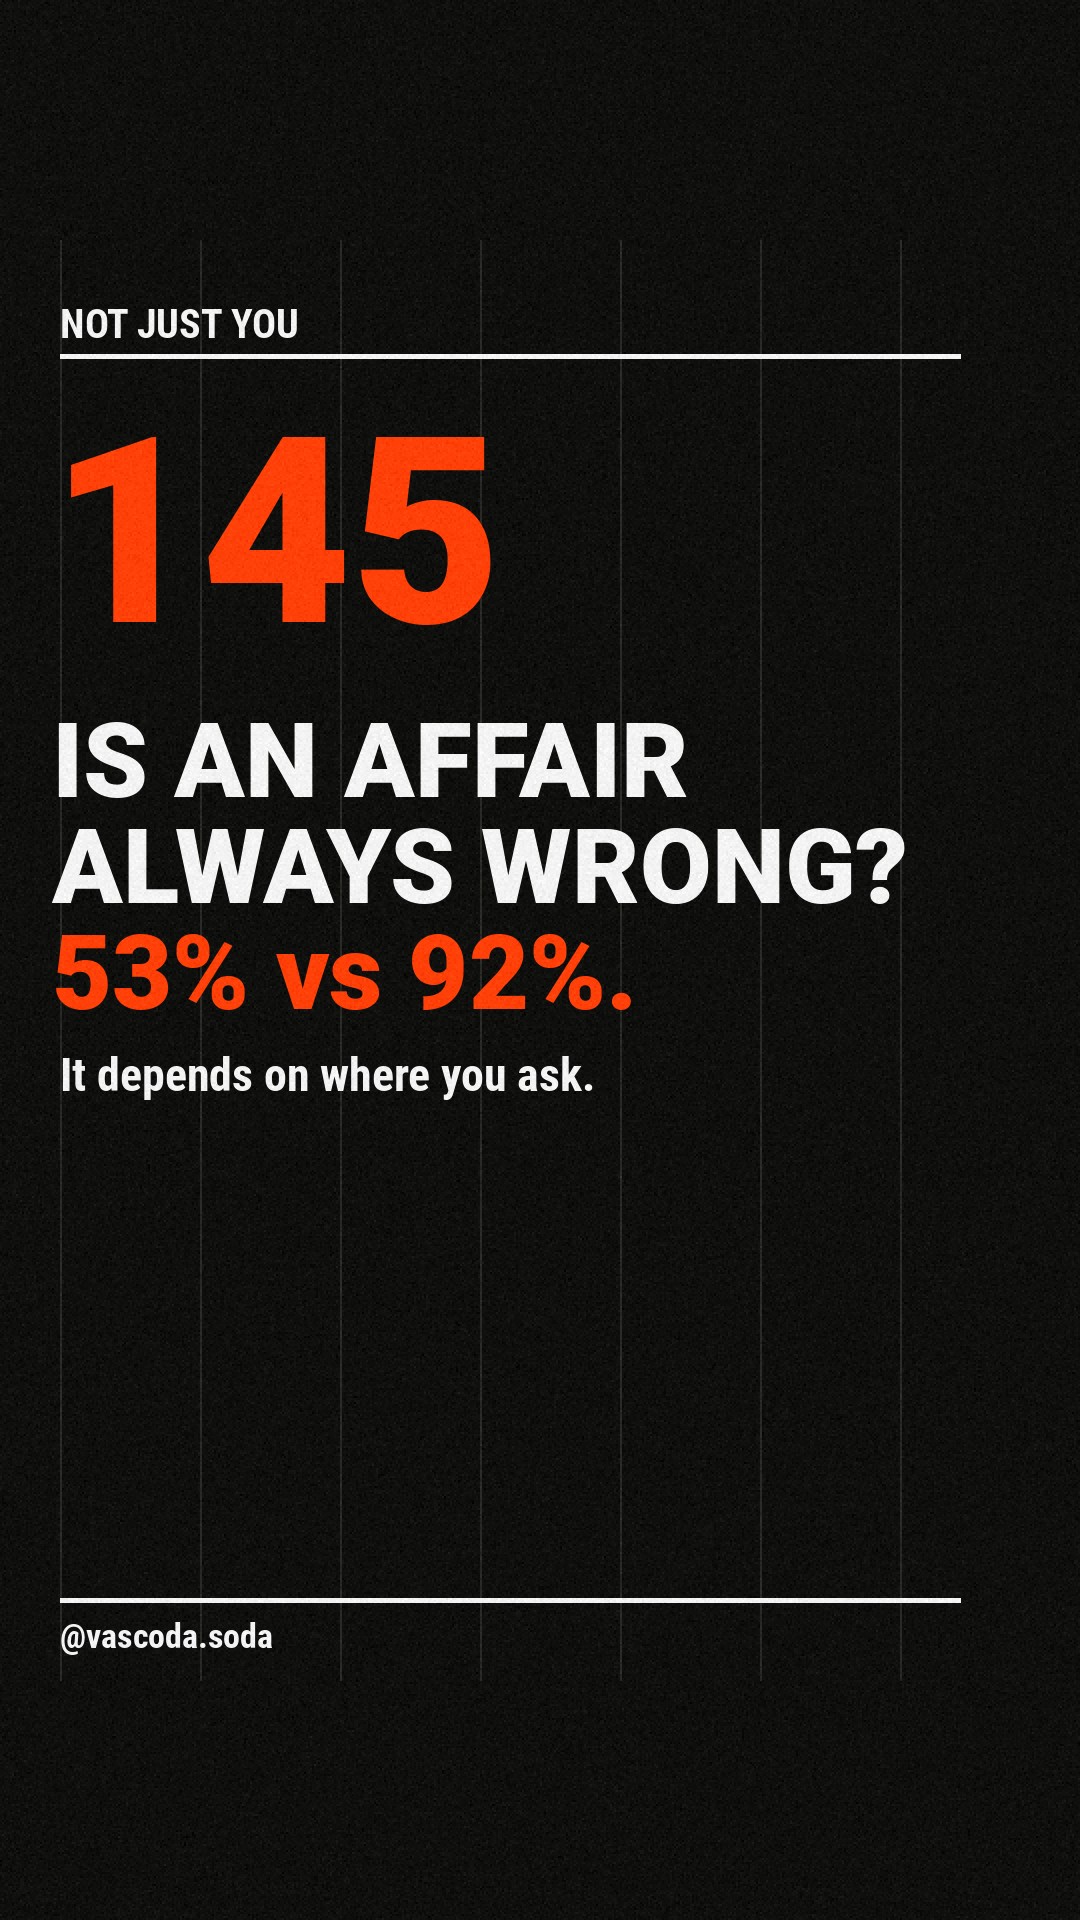 NOT JUST YOU
145
IS AN AFFAIR
ALWAYS WRONG?
53% vs 92%.
It depends on where you ask.
@vascoda.soda